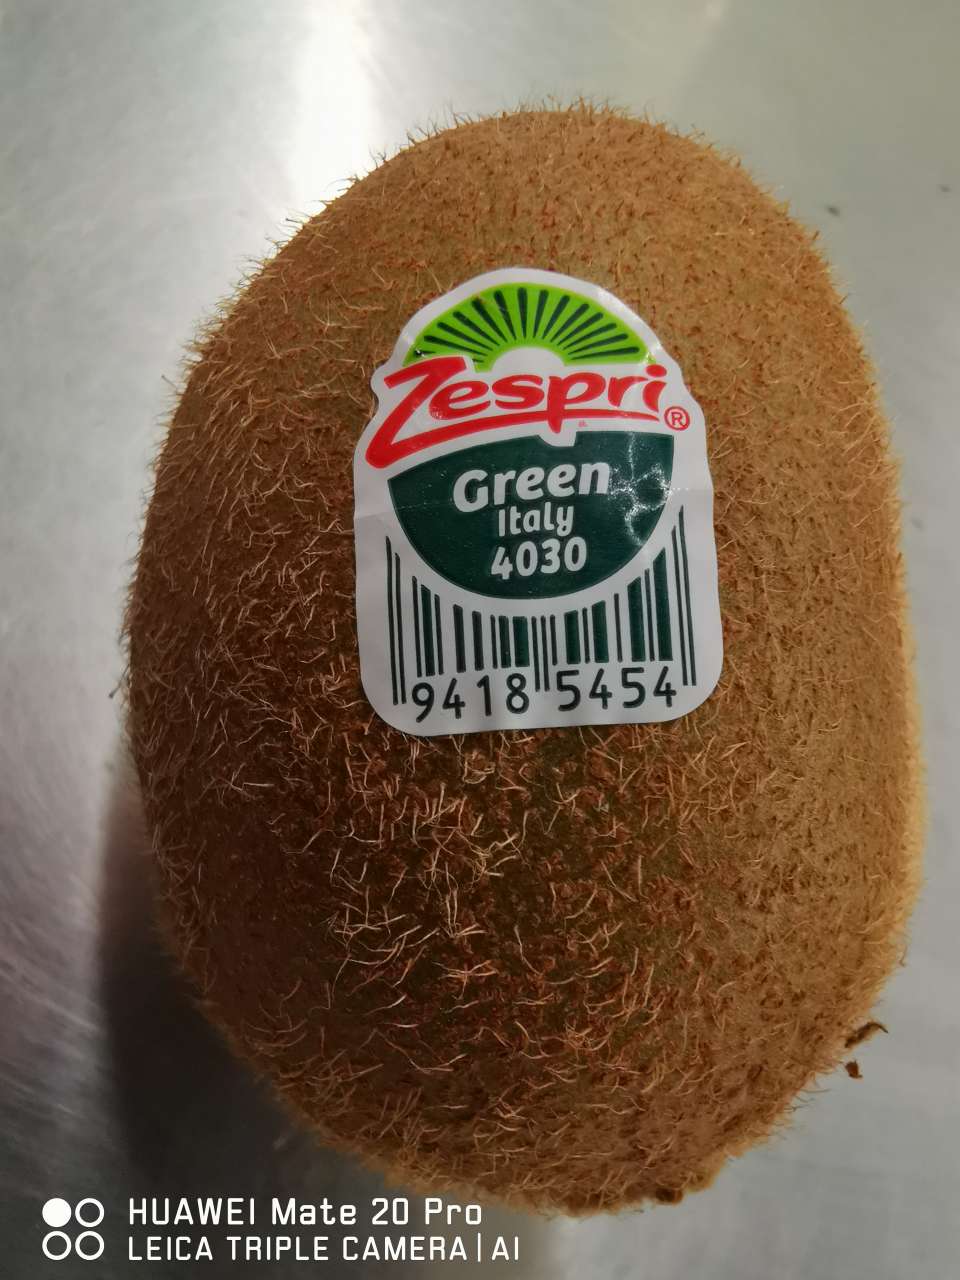 Zespri®
Green
Italy
4030
9418 5454
HUAWEI Mate 20 Pro
LEICA TRIPLE CAMERA | AI